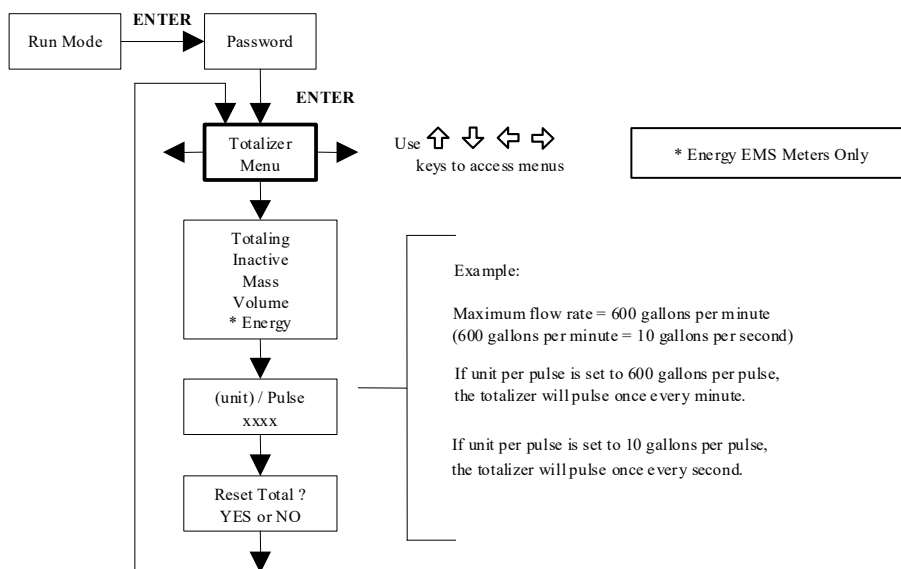 ENTER
Run Mode
Password
ENTER
Totalizer
Menu
Use
keys to access menus
* Energy EMS Meters Only
Totaling
Inactive
Mass
Volume
* Energy
(unit) / Pulse
xxxx
Reset Total ?
YES or NO
Example:
Maximum flow rate = 600 gallons per minute
(600 gallons per minute = 10 gallons per second)
If unit per pulse is set to 600 gallons per pulse,
the totalizer will pulse once every minute.
If unit per pulse is set to 10 gallons per pulse,
the totalizer will pulse once every second.